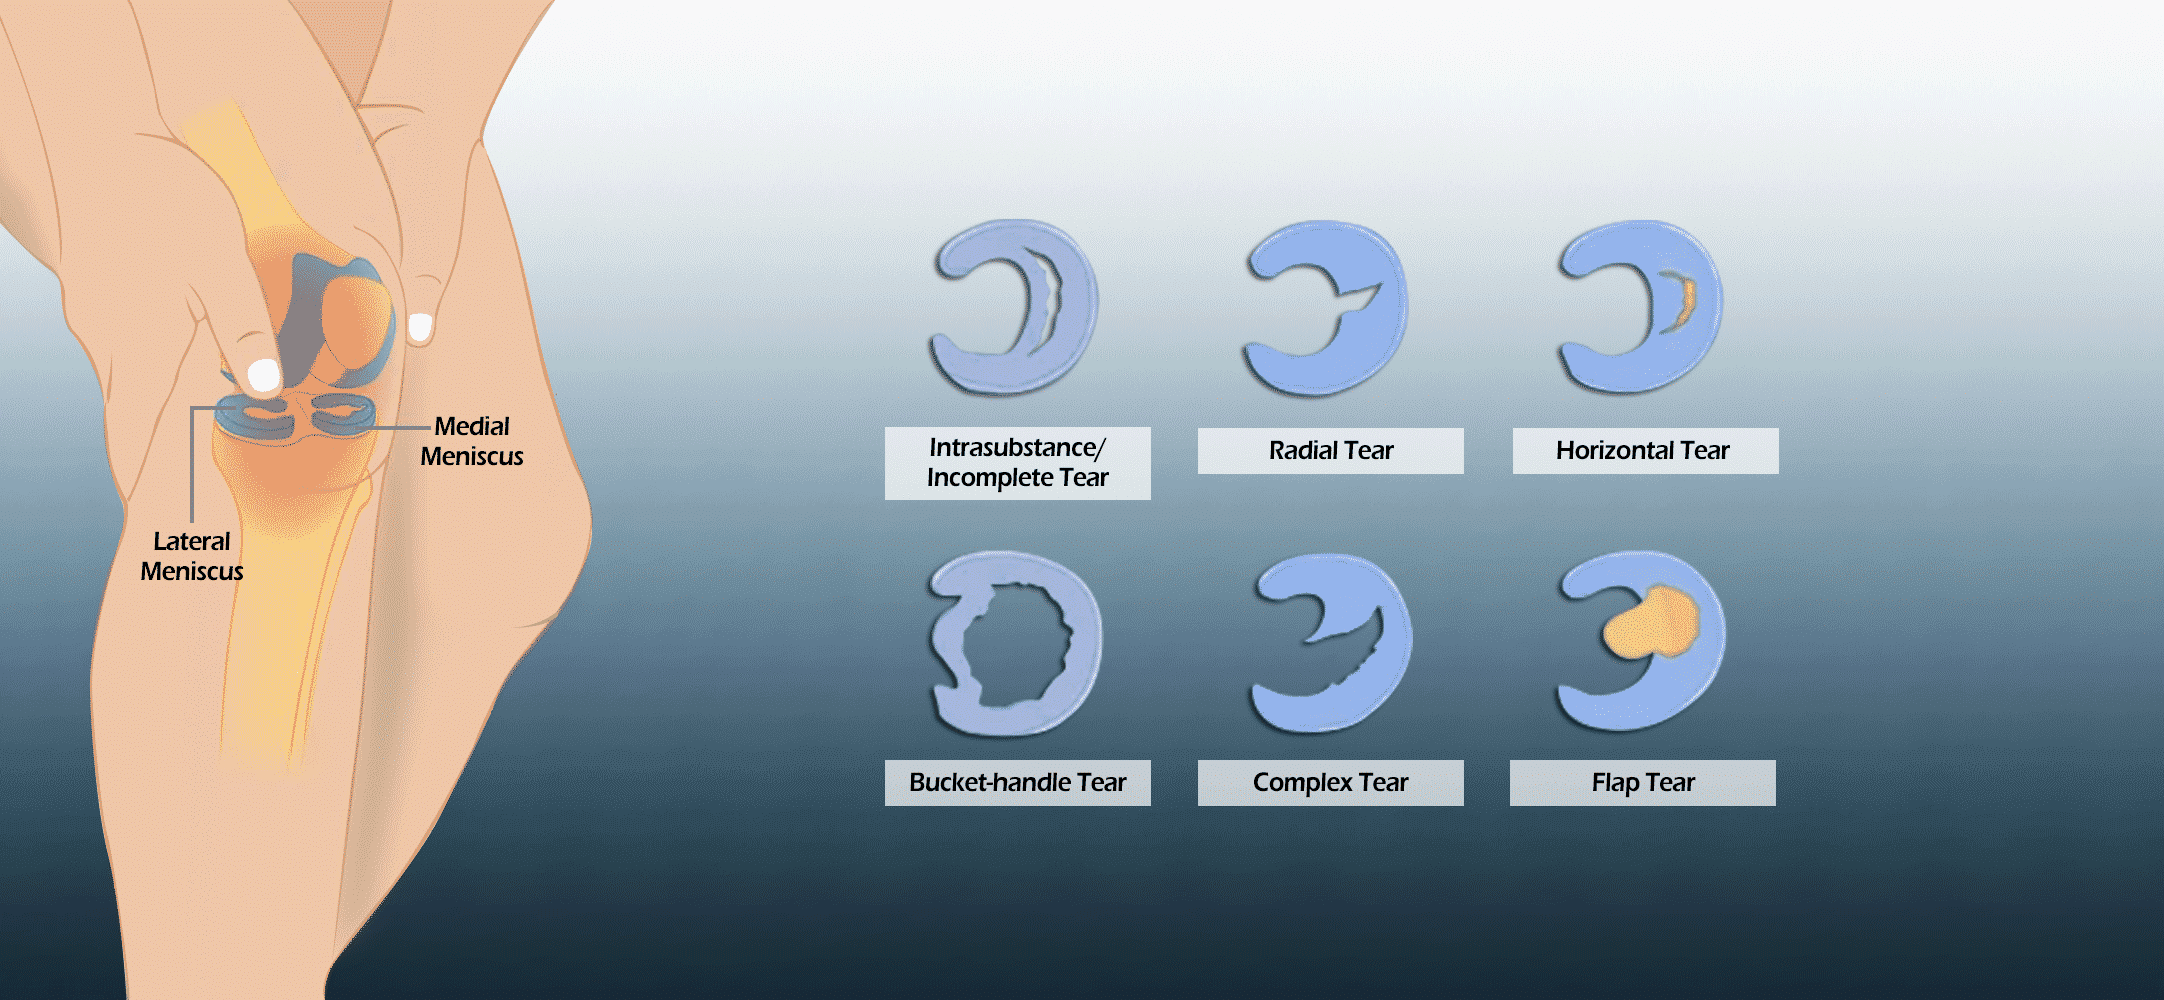 Medial
Meniscus
Lateral
Meniscus
Intrasubstance/
Incomplete Tear
Radial Tear
Horizontal Tear
Bucket-handle Tear
Complex Tear
Flap Tear